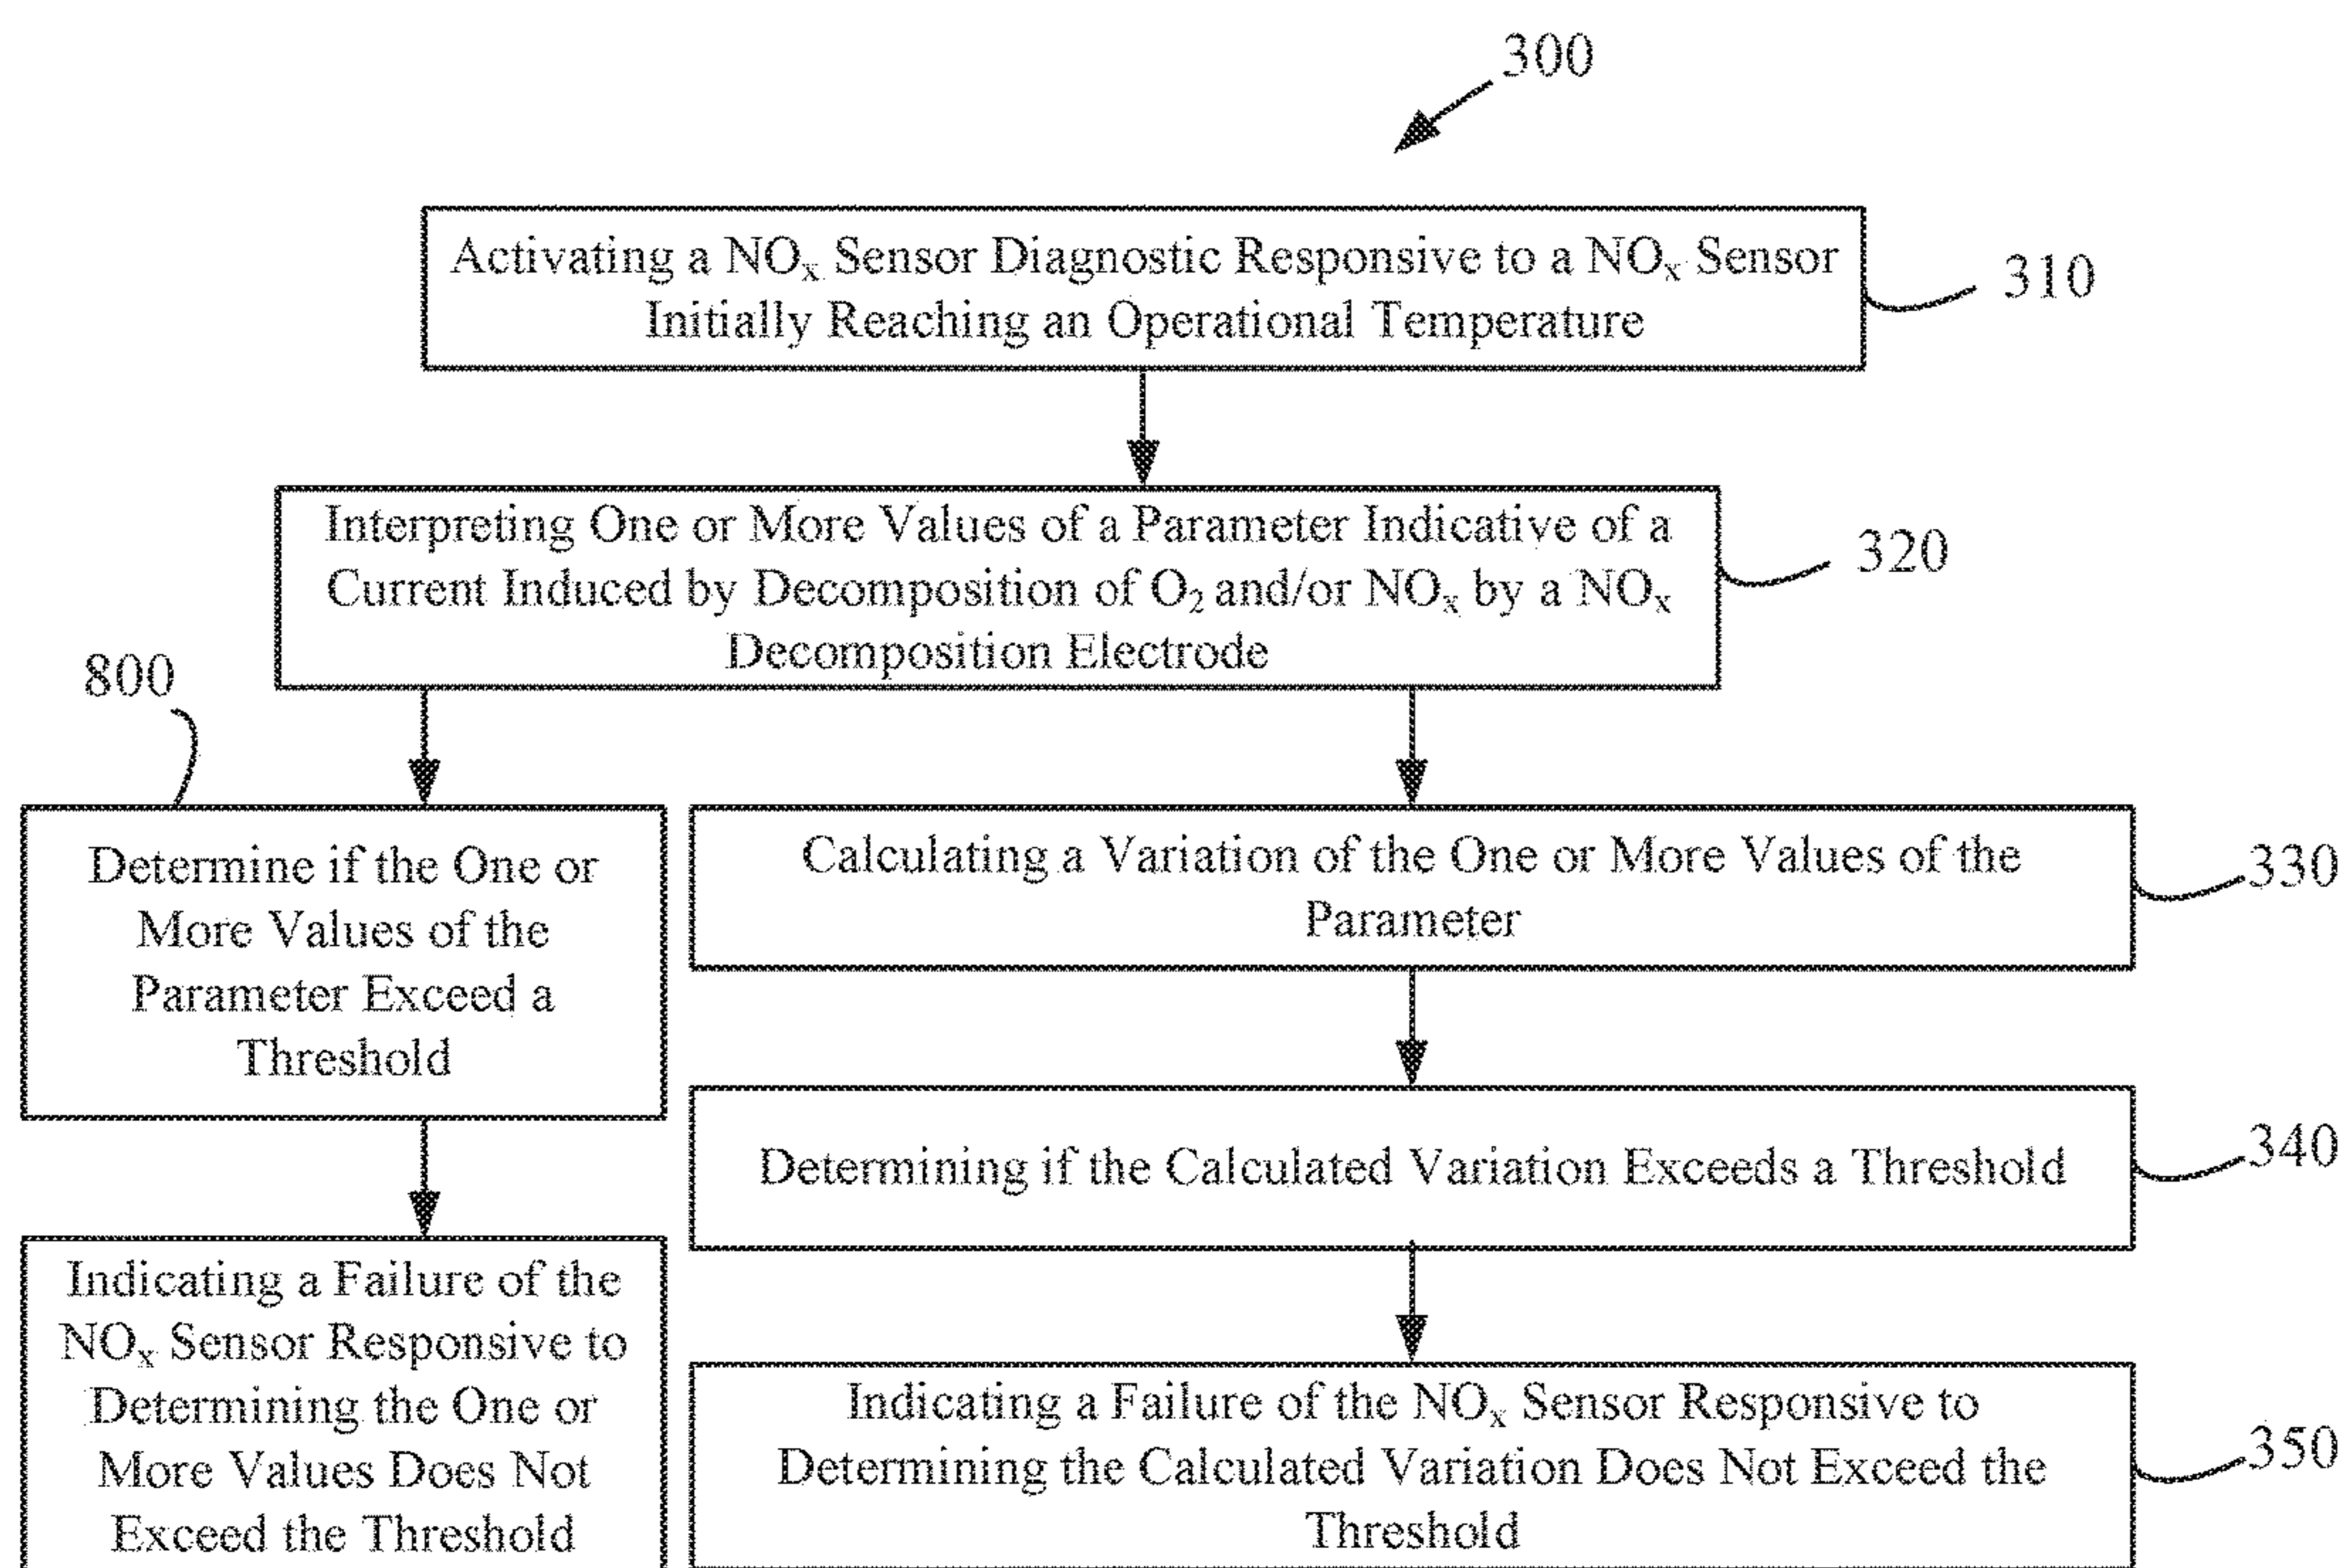 300
Activating a NOx Sensor Diagnostic Responsive to a NOx Sensor
Initially Reaching an Operational Temperature
310
Interpreting One or More Values of a Parameter Indicative of a
Current Induced by Decomposition of O2 and/or NOx by a NOx
Decomposition Electrode
320
800
Determine if the One or
More Values of the
Parameter Exceed a
Threshold
Calculating a Variation of the One or More Values of the
Parameter
330
Determining if the Calculated Variation Exceeds a Threshold
340
Indicating a Failure of the
NOx Sensor Responsive to
Determining the One or
More Values Does Not
Exceed the Threshold
Indicating a Failure of the NOx Sensor Responsive to
Determining the Calculated Variation Does Not Exceed the
Threshold
350